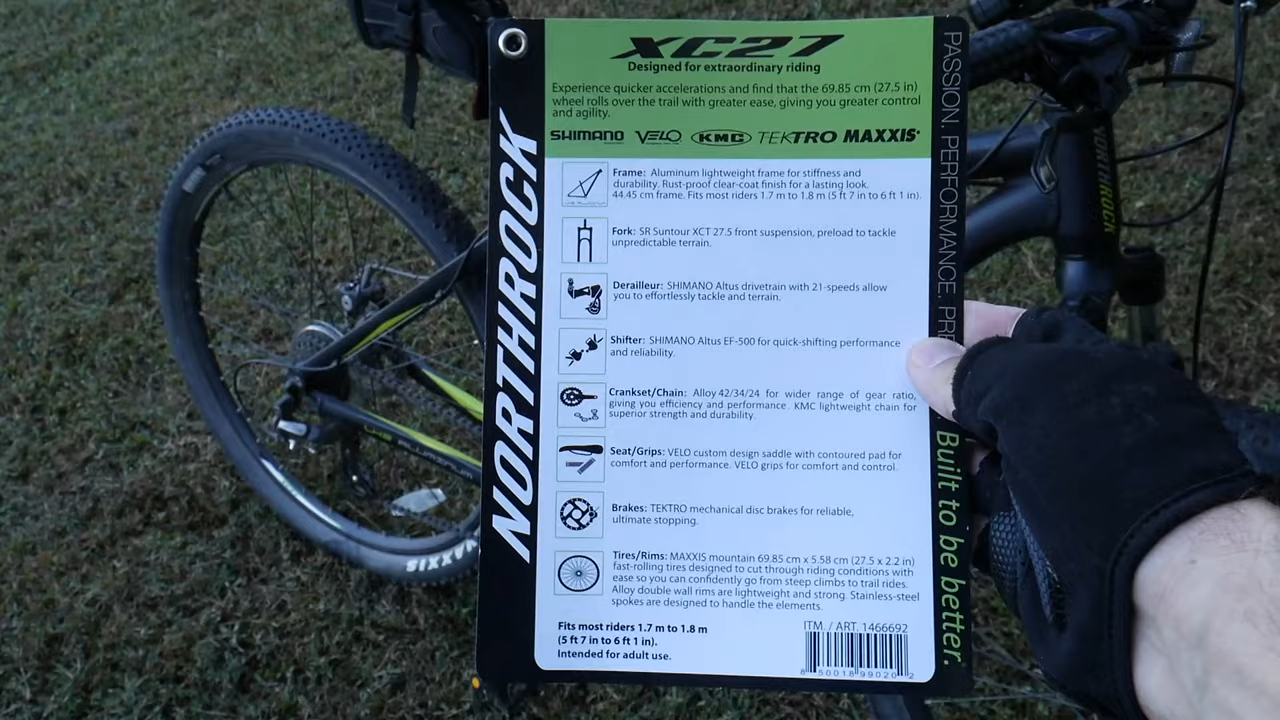 XC27
Designed for extraordinary riding
Experience quicker accelerations and find that the 69.85 cm (27.5 in)
wheel rolls over the trail with greater ease, giving you greater control
and agility.
SHIMANO VELO KMC TEKTRO MAXXIS
NORTHROCK
Frame: Aluminum lightweight frame for stiffness and
durability. Rust-proof clear-coat finish for a lasting look.
44.45 cm frame. Fits most riders 1.7 m to 1.8 m (5 ft 7 in to 6 ft 1 in).
Fork: SR Suntour XCT 27.5 front suspension, preload to tackle
unpredictable terrain.
Derailleur: SHIMANO Altus drivetrain with 21-speeds allow
you to effortlessly tackle and terrain.
Shifter: SHIMANO Altus EF-500 for quick-shifting performance
and reliability.
Crankset/Chain: Alloy 42/34/24 for wider range of gear ratio,
giving you efficiency and performance. KMC lightweight chain for
superior strength and durability.
Seat/Grips: VELO custom design saddle with contoured pad for
comfort and performance. VELO grips for comfort and control.
Brakes: TEKTRO mechanical disc brakes for reliable,
ultimate stopping.
Tires/Rims: MAXXIS mountain 69.85 cm x 5.58 cm (27.5 x 2.2 in)
fast-rolling tires designed to cut through riding conditions with
ease so you can confidently go from steep climbs to trail rides.
Alloy double wall rims are lightweight and strong. Stainless-steel
spokes are designed to handle the elements.
Fits most riders 1.7 m to 1.8 m
(5 ft 7 in to 6 ft 1 in).
Intended for adult use.
ITM. / ART. 1466692
8 50018 99020 2
PASSION. PERFORMANCE. PRE
Built to be better.
NORTHROCK
ALUMINUM
MAXXIS